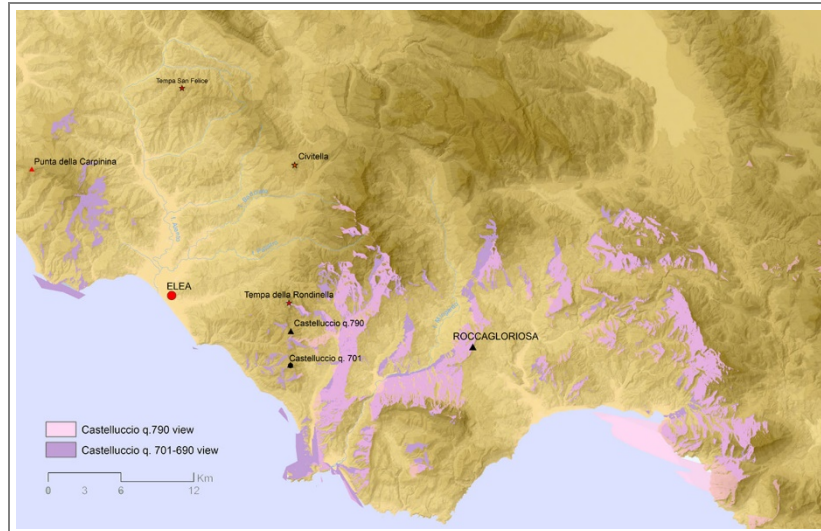 Tempa San Felice
Punta della Carpinina
Civitella
ELEA
Tempa della Rondinella
Castelluccio q.790
Castelluccio q. 701
ROCCAGLORIOSA
Castelluccio q.790 view
Castelluccio q. 701-690 view
Km
0 3 6 12